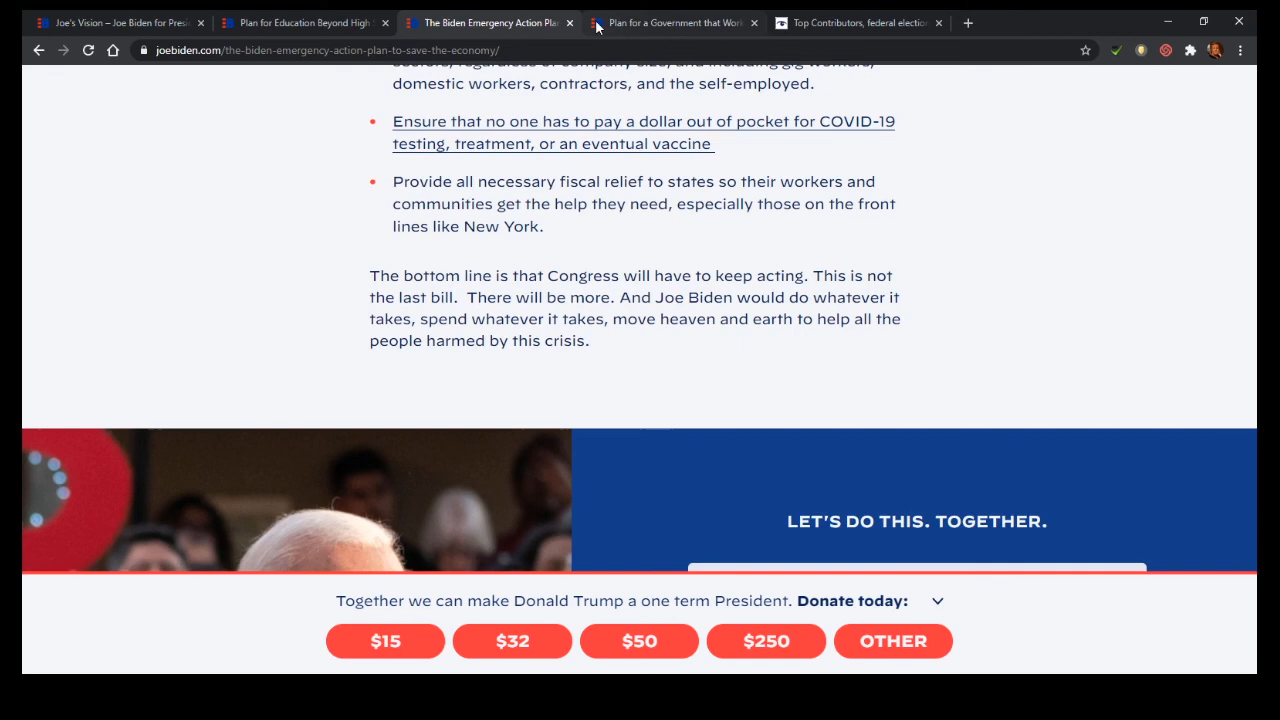 Joe's Vision – Joe Biden for Presi
Plan for Education Beyond High S
The Biden Emergency Action Plan
Plan for a Government that Work
Top Contributors, federal election
joebiden.com/the-biden-emergency-action-plan-to-save-the-economy/
sectors, regardless of company size, and including gig workers,
domestic workers, contractors, and the self-employed.
• Ensure that no one has to pay a dollar out of pocket for COVID-19
testing, treatment, or an eventual vaccine
• Provide all necessary fiscal relief to states so their workers and
communities get the help they need, especially those on the front
lines like New York.
The bottom line is that Congress will have to keep acting. This is not
the last bill. There will be more. And Joe Biden would do whatever it
takes, spend whatever it takes, move heaven and earth to help all the
people harmed by this crisis.
LET'S DO THIS. TOGETHER.
Together we can make Donald Trump a one term President. Donate today:
$15 $32 $50 $250 OTHER